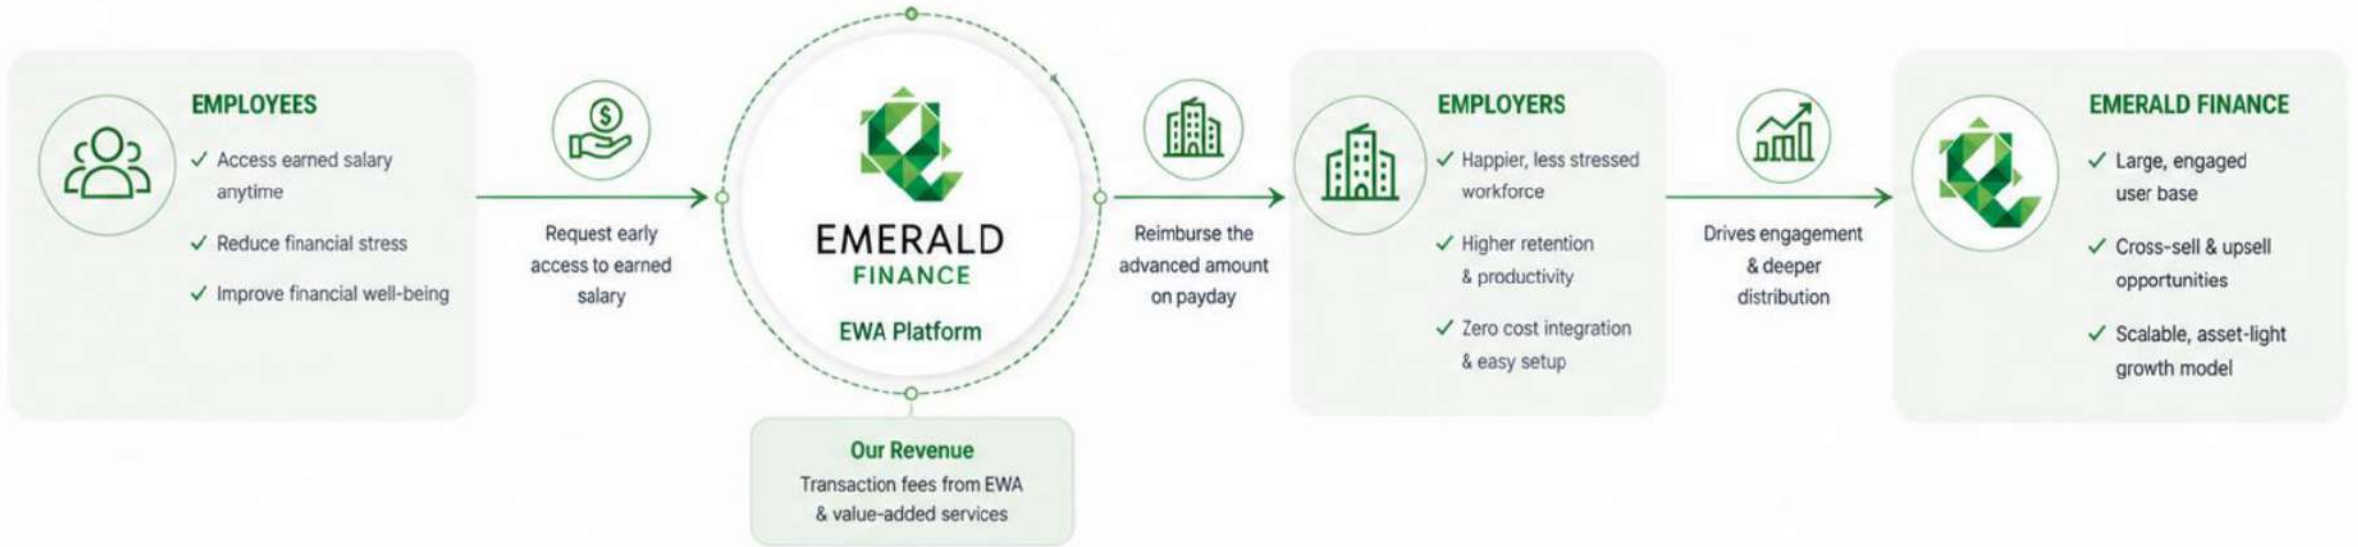 EMPLOYEES
Access earned salary
anytime
Reduce financial stress
Improve financial well-being
$
Request early
access to earned
salary
EMERALD
FINANCE
EWA Platform
Our Revenue
Transaction fees from EWA
& value-added services
Reimburse the
advanced amount
on payday
EMPLOYERS
Happier, less stressed
workforce
Higher retention
& productivity
Zero cost integration
& easy setup
Drives engagement
& deeper
distribution
EMERALD FINANCE
Large, engaged
user base
Cross-sell & upsell
opportunities
Scalable, asset-light
growth model